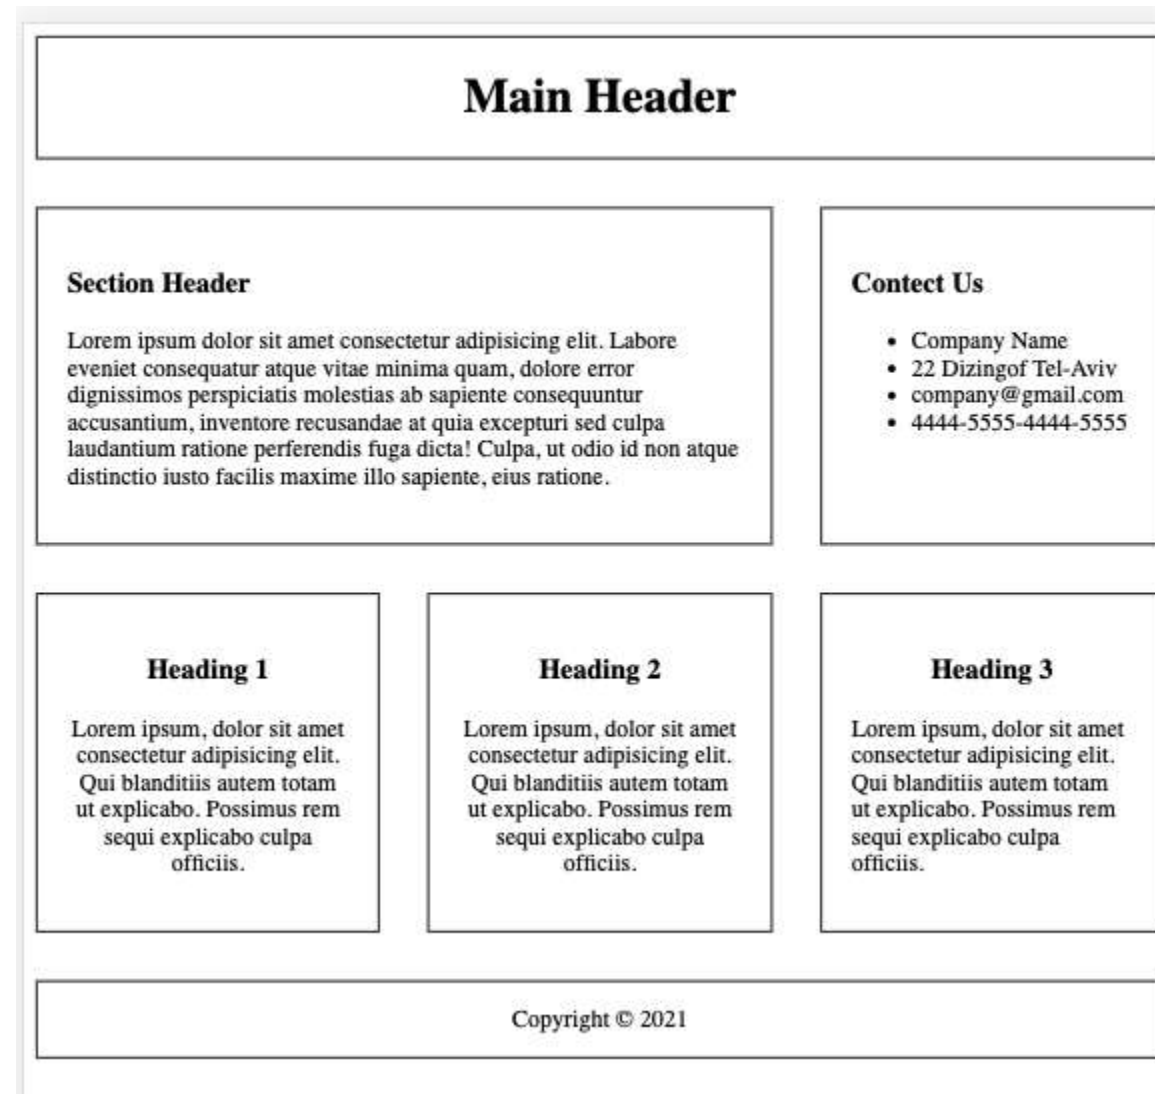 Main Header
Section Header
Lorem ipsum dolor sit amet consectetur adipisicing elit. Labore
eveniet consequatur atque vitae minima quam, dolore error
dignissimos perspiciatis molestias ab sapiente consequuntur
accusantium, inventore recusandae at quia excepturi sed culpa
laudantium ratione perferendis fuga dicta! Culpa, ut odio id non atque
distinctio iusto facilis maxime illo sapiente, eius ratione.
Contect Us
• Company Name
• 22 Dizingof Tel-Aviv
• company@gmail.com
• 4444-5555-4444-5555
Heading 1
Lorem ipsum, dolor sit amet
consectetur adipisicing elit.
Qui blanditiis autem totam
ut explicabo. Possimus rem
sequi explicabo culpa
officiis.
Heading 2
Lorem ipsum, dolor sit amet
consectetur adipisicing elit.
Qui blanditiis autem totam
ut explicabo. Possimus rem
sequi explicabo culpa
officiis.
Heading 3
Lorem ipsum, dolor sit amet
consectetur adipisicing elit.
Qui blanditiis autem totam
ut explicabo. Possimus rem
sequi explicabo culpa
officiis.
Copyright © 2021